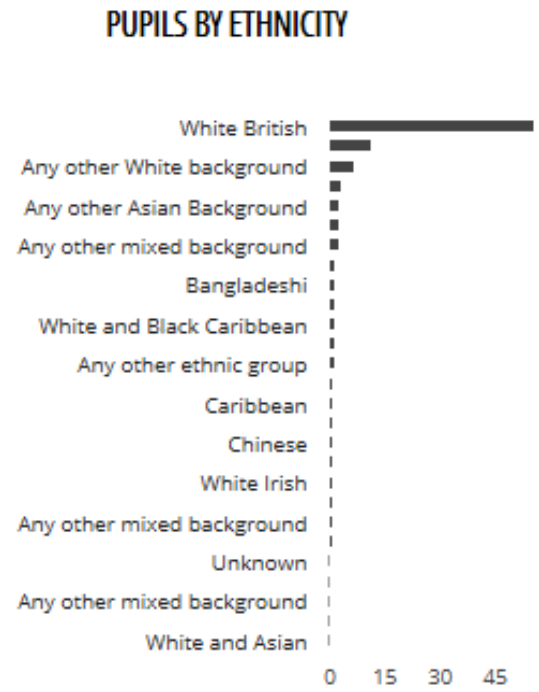 PUPILS BY ETHNICITY
White British
Any other White background
Any other Asian Background
Any other mixed background
Bangladeshi
White and Black Caribbean
Any other ethnic group
Caribbean
Chinese
White Irish
Any other mixed background
Unknown
Any other mixed background
White and Asian
0 15 30 45